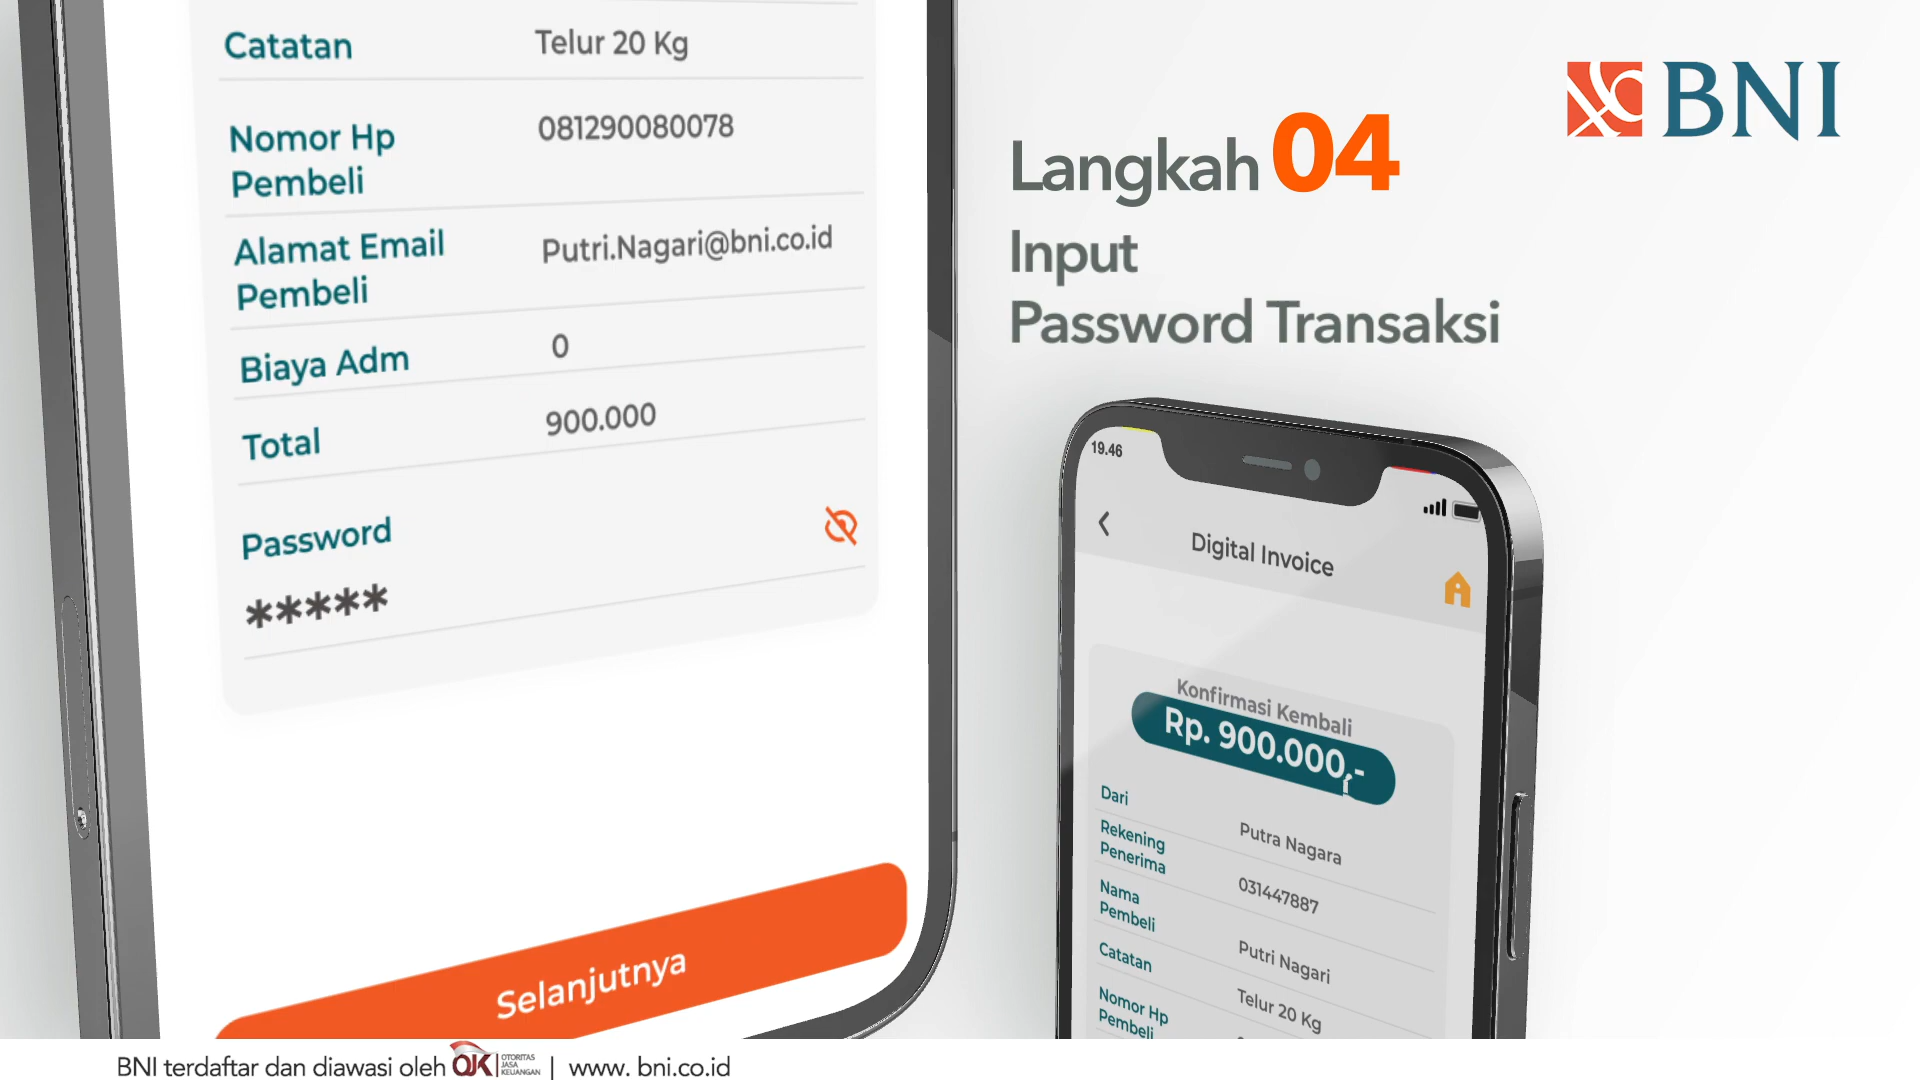 Catatan
Telur 20 Kg
Nomor Hp
Pembeli
081290080078
Alamat Email
Pembeli
Putri.Nagari@bni.co.id
Biaya Adm
0
Total
900.000
Password
*****
Selanjutnya
BNI
Langkah 04
Input
Password Transaksi
19.46
Digital Invoice
Konfirmasi Kembali
Rp. 900.000,-
Dari
Putra Nagara
Rekening
Penerima
031447887
Nama
Pembeli
Putri Nagari
Catatan
Telur 20 Kg
Nomor Hp
Pembeli
BNI terdaftar dan diawasi oleh OJK OTORITAS JASA KEUANGAN | www. bni.co.id